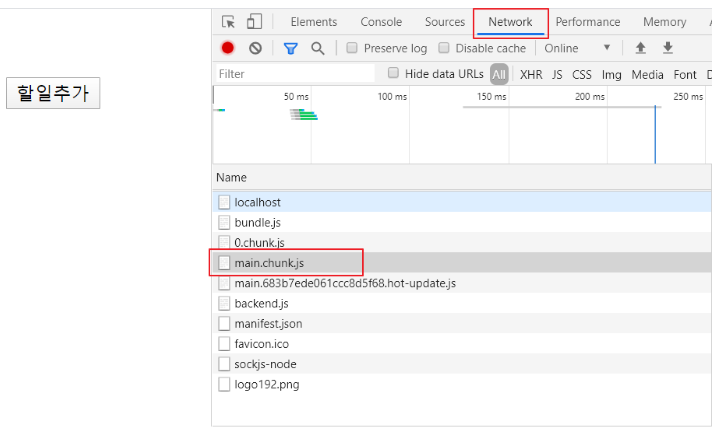 Elements Console Sources Network Performance Memory
Preserve log Disable cache Online
할일추가
Filter Hide data URLs All XHR JS CSS Img Media Font
50 ms 100 ms 150 ms 200 ms 250 ms
Name
localhost
bundle.js
0.chunk.js
main.chunk.js
main.683b7ede061ccc8d5f68.hot-update.js
backend.js
manifest.json
favicon.ico
sockjs-node
logo192.png